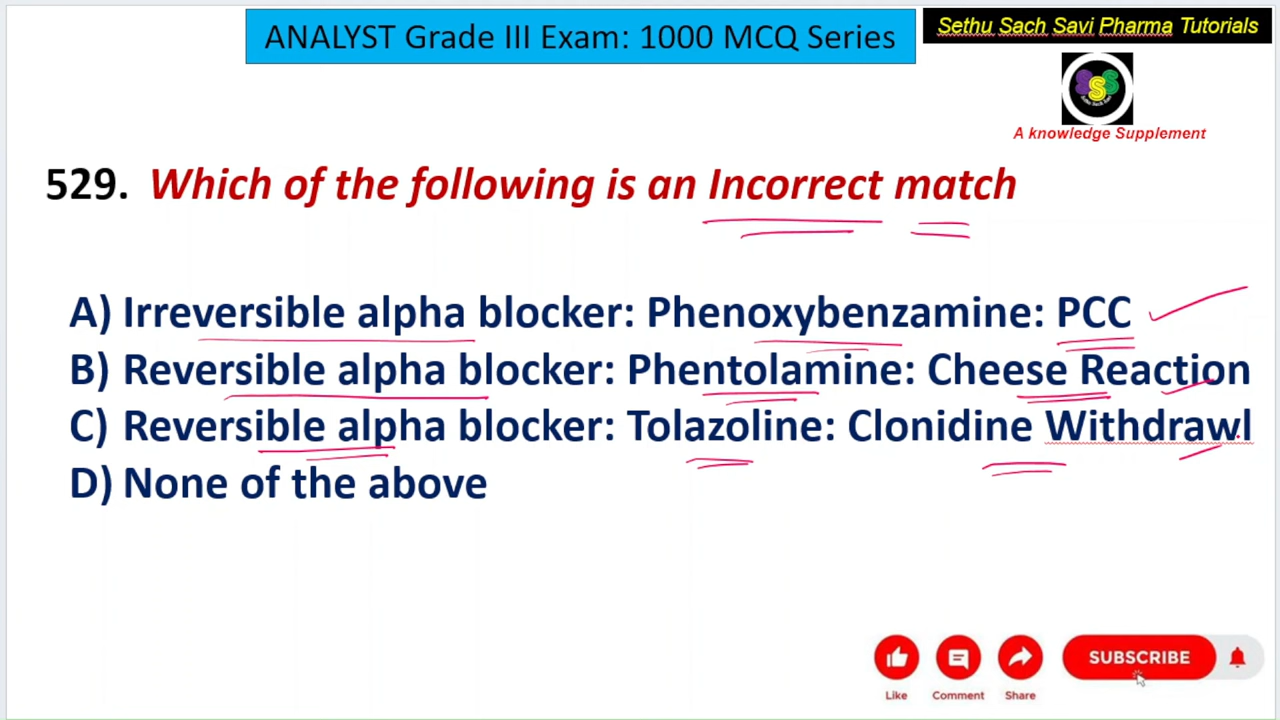 ANALYST Grade III Exam: 1000 MCQ Series
Sethu Sach Savi Pharma Tutorials
SSS
A knowledge Supplement
529. Which of the following is an Incorrect match
A) Irreversible alpha blocker: Phenoxybenzamine: PCC
B) Reversible alpha blocker: Phentolamine: Cheese Reaction
C) Reversible alpha blocker: Tolazoline: Clonidine Withdrawl
D) None of the above
SUBSCRIBE
Like Comment Share